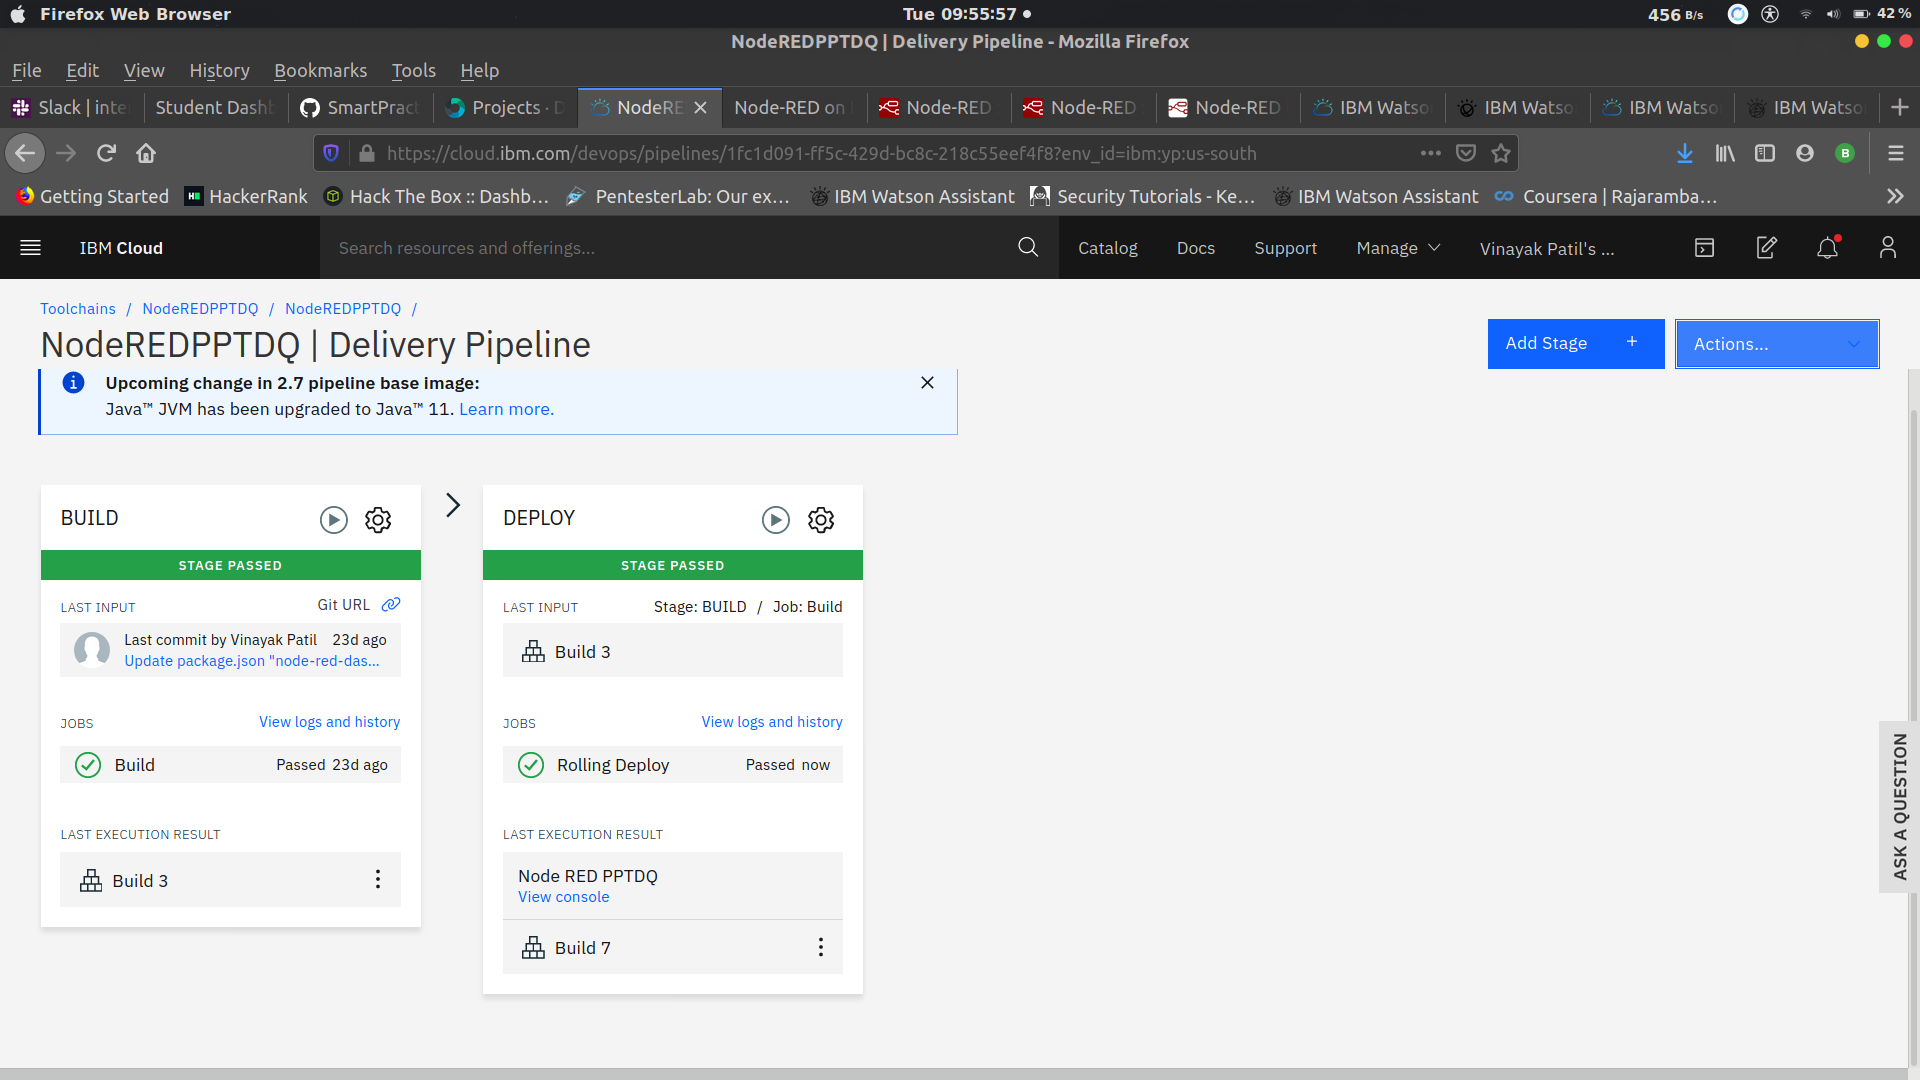 Firefox Web Browser
Tue 09:55:57
456 B/s
42 %
NodeREDPPTDQ | Delivery Pipeline - Mozilla Firefox
File Edit View History Bookmarks Tools Help
Slack | inte
Student Dashb
SmartPract
Projects · D
NodeRE
Node-RED on
Node-RED
Node-RED
Node-RED
IBM Watso
IBM Watso
IBM Watso
IBM Watso
https://cloud.ibm.com/devops/pipelines/1fc1d091-ff5c-429d-bc8c-218c55eef4f8?env_id=ibm:yp:us-south
B
Getting Started
HackerRank
Hack The Box :: Dashb…
PentesterLab: Our ex…
IBM Watson Assistant
Security Tutorials - Ke…
IBM Watson Assistant
Coursera | Rajaramba…
IBM Cloud
Search resources and offerings...
Catalog
Docs
Support
Manage
Vinayak Patil's ...
Toolchains / NodeREDPPTDQ / NodeREDPPTDQ /
NodeREDPPTDQ | Delivery Pipeline
Add Stage +
Actions...
Upcoming change in 2.7 pipeline base image:
Java™ JVM has been upgraded to Java™ 11. Learn more.
BUILD
STAGE PASSED
LAST INPUT
Git URL
Last commit by Vinayak Patil 23d ago
Update package.json "node-red-das...
JOBS
View logs and history
Build
Passed 23d ago
LAST EXECUTION RESULT
Build 3
DEPLOY
STAGE PASSED
LAST INPUT
Stage: BUILD / Job: Build
Build 3
JOBS
View logs and history
Rolling Deploy
Passed now
LAST EXECUTION RESULT
Node RED PPTDQ
View console
Build 7
ASK A QUESTION